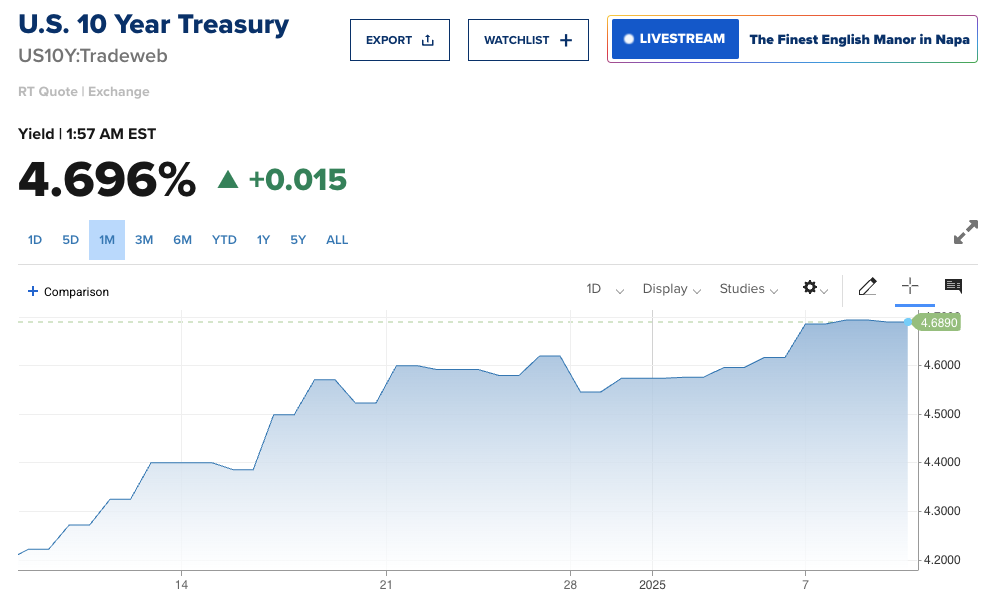 U.S. 10 Year Treasury
US10Y:Tradeweb
EXPORT
WATCHLIST +
LIVESTREAM The Finest English Manor in Napa
RT Quote | Exchange
Yield | 1:57 AM EST
4.696% ▲ +0.015
1D 5D 1M 3M 6M YTD 1Y 5Y ALL
+ Comparison
1D Display Studies
4.6890
4.6000
4.5000
4.4000
4.3000
4.2000
14 21 28 2025 7